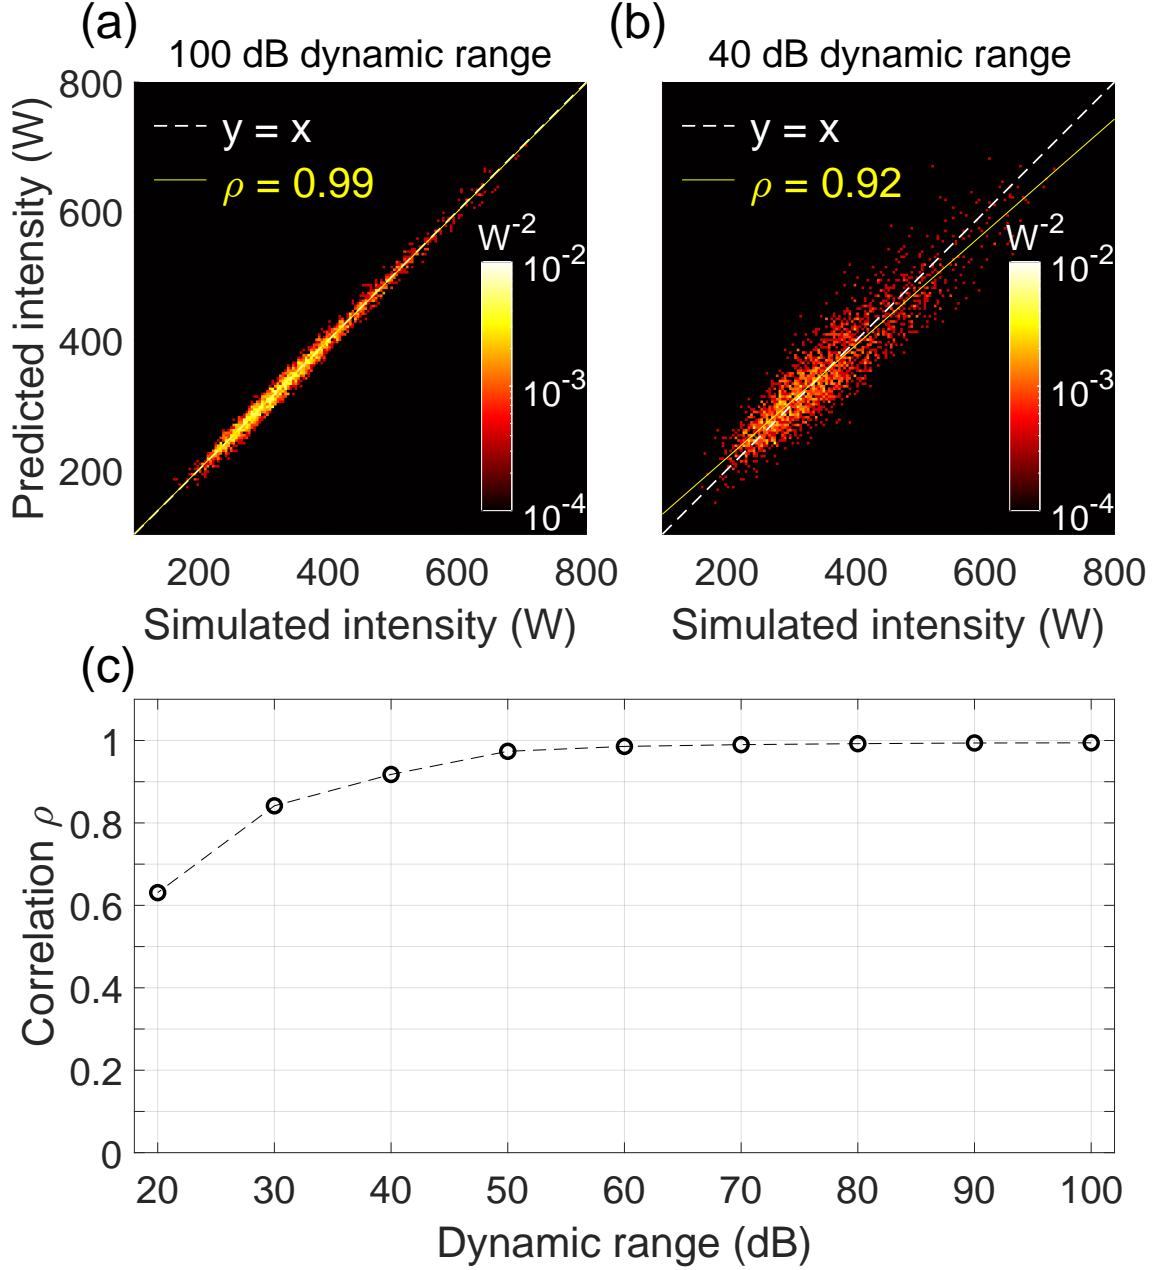 (a)
100 dB dynamic range
Predicted intensity (W)
800
600
400
200
y = x
ρ = 0.99
W⁻²
10⁻²
10⁻³
10⁻⁴
200 400 600 800
Simulated intensity (W)
(b)
40 dB dynamic range
y = x
ρ = 0.92
W⁻²
10⁻²
10⁻³
10⁻⁴
200 400 600 800
Simulated intensity (W)
(c)
Correlation ρ
1
0.8
0.6
0.4
0.2
0
20 30 40 50 60 70 80 90 100
Dynamic range (dB)